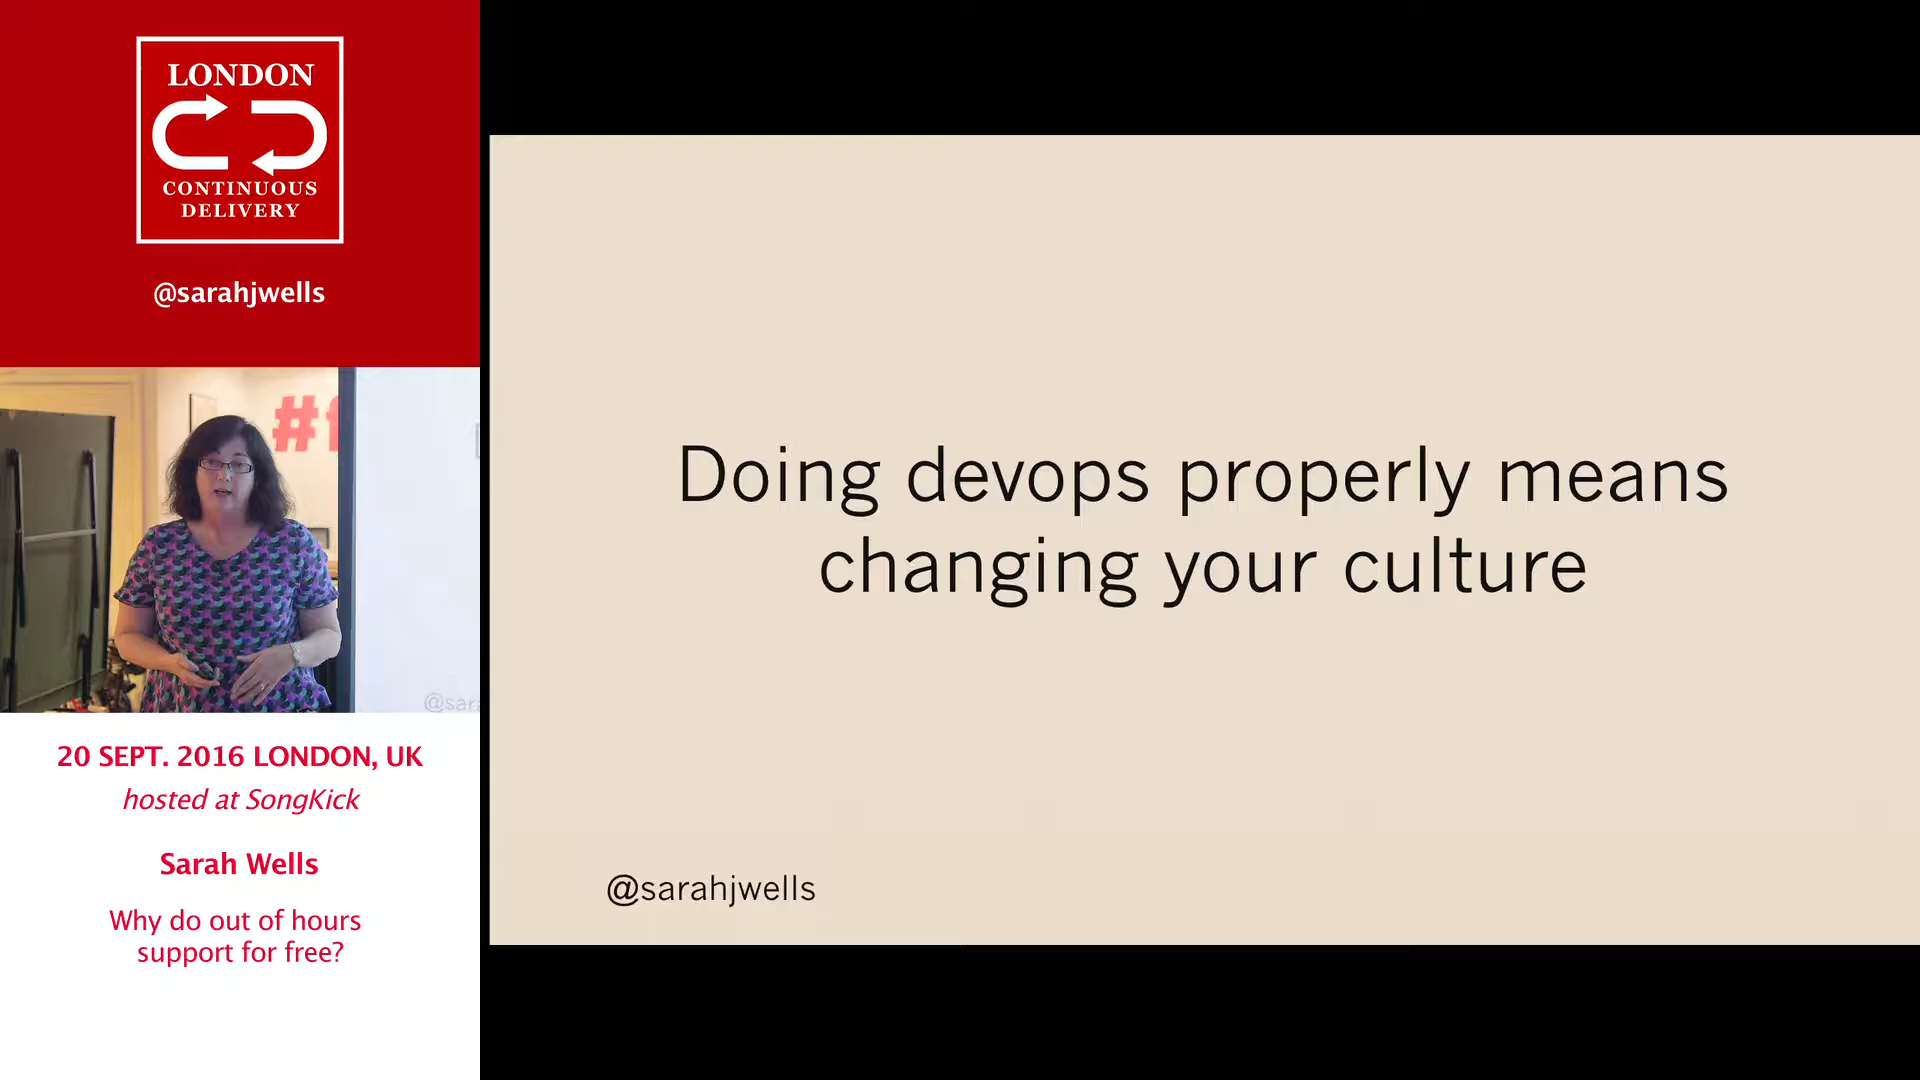 LONDON
CONTINUOUS
DELIVERY
@sarahjwells
#f
@sara
20 SEPT. 2016 LONDON, UK
hosted at SongKick
Sarah Wells
Why do out of hours
support for free?
Doing devops properly means
changing your culture
@sarahjwells